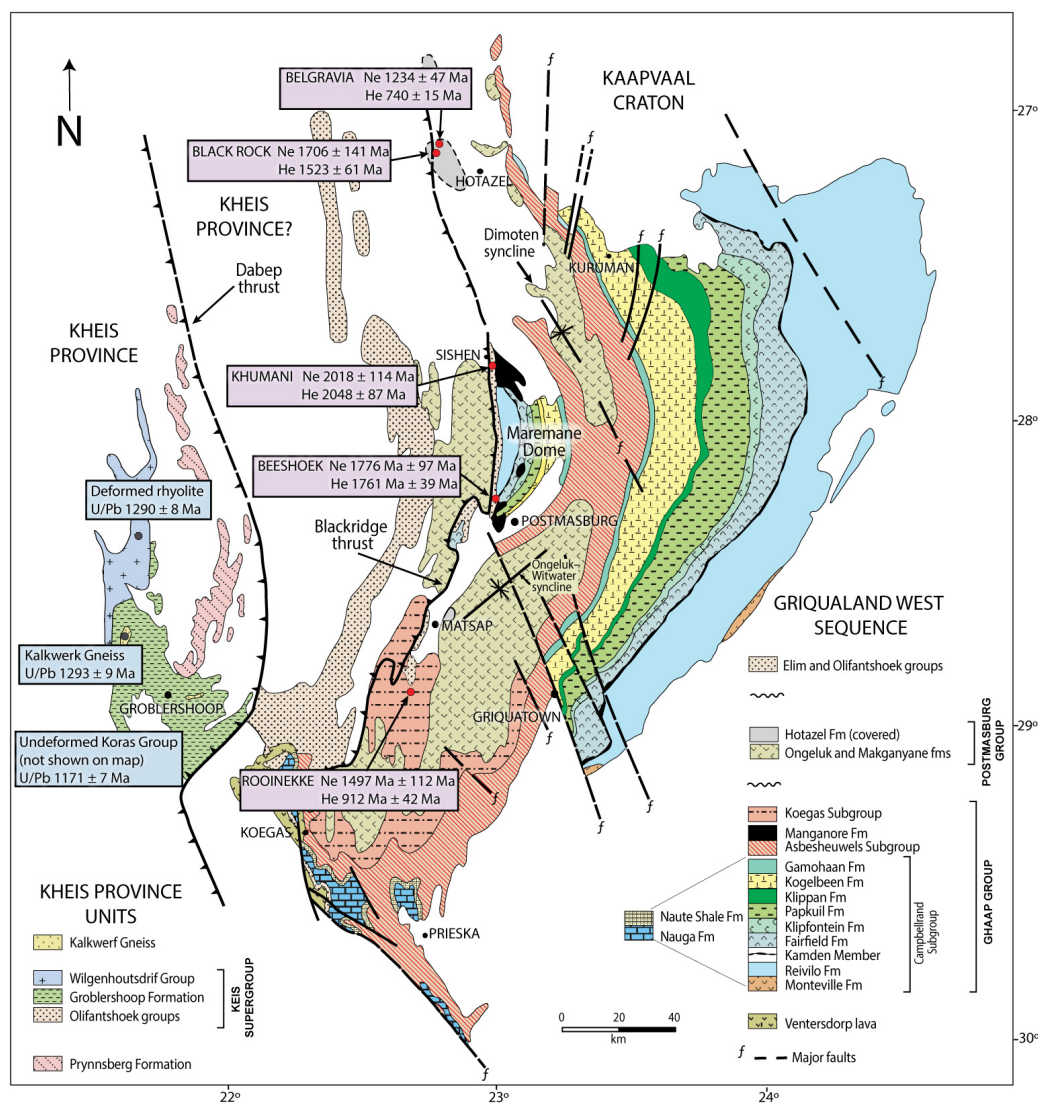 BELGRAVIA Ne 1234 ± 47 Ma
He 740 ± 15 Ma
KAAPVAAL
CRATON
27º
N
BLACK ROCK Ne 1706 ± 141 Ma
He 1523 ± 61 Ma
HOTAZEL
KHEIS
PROVINCE?
Dimoten
syncline
KURUMAN
Dabep
thrust
KHEIS
PROVINCE
SISHEN
KHUMANI Ne 2018 ± 114 Ma
He 2048 ± 87 Ma
28º
Maremane
Dome
BEESHOEK Ne 1776 Ma ± 97 Ma
He 1761 Ma ± 39 Ma
Deformed rhyolite
U/Pb 1290 ± 8 Ma
POSTMASBURG
Blackridge
thrust
Ongeluk–
Witwater
syncline
MATSAP
Kalkwerk Gneiss
U/Pb 1293 ± 9 Ma
GROBLERSHOOP
GRIQUATOWN
29º
Undeformed Koras Group
(not shown on map)
U/Pb 1171 ± 7 Ma
ROOINEKKE Ne 1497 Ma ± 112 Ma
He 912 Ma ± 42 Ma
KOEGAS
PRIESKA
f
f
f
f
f
f
f
f
f
f
f
f
GRIQUALAND WEST
SEQUENCE
Elim and Olifantshoek groups
Hotazel Fm (covered)
Ongeluk and Makganyane fms
POSTMASBURG
GROUP
Koegas Subgroup
Manganore Fm
Asbesheuwels Subgroup
Gamohaan Fm
Kogelbeen Fm
Klippan Fm
Papkuil Fm
Klipfontein Fm
Fairfield Fm
Kamden Member
Reivilo Fm
Monteville Fm
Campbellrand
Subgroup
GHAAP GROUP
Naute Shale Fm
Nauga Fm
Ventersdorp lava
f Major faults
KHEIS PROVINCE
UNITS
Kalkwerf Gneiss
Wilgenhoutsdrif Group
Groblershoop Formation
Olifantshoek groups
KEIS
SUPERGROUP
Prynnsberg Formation
0 20 40
km
30º
22º
23º
24º